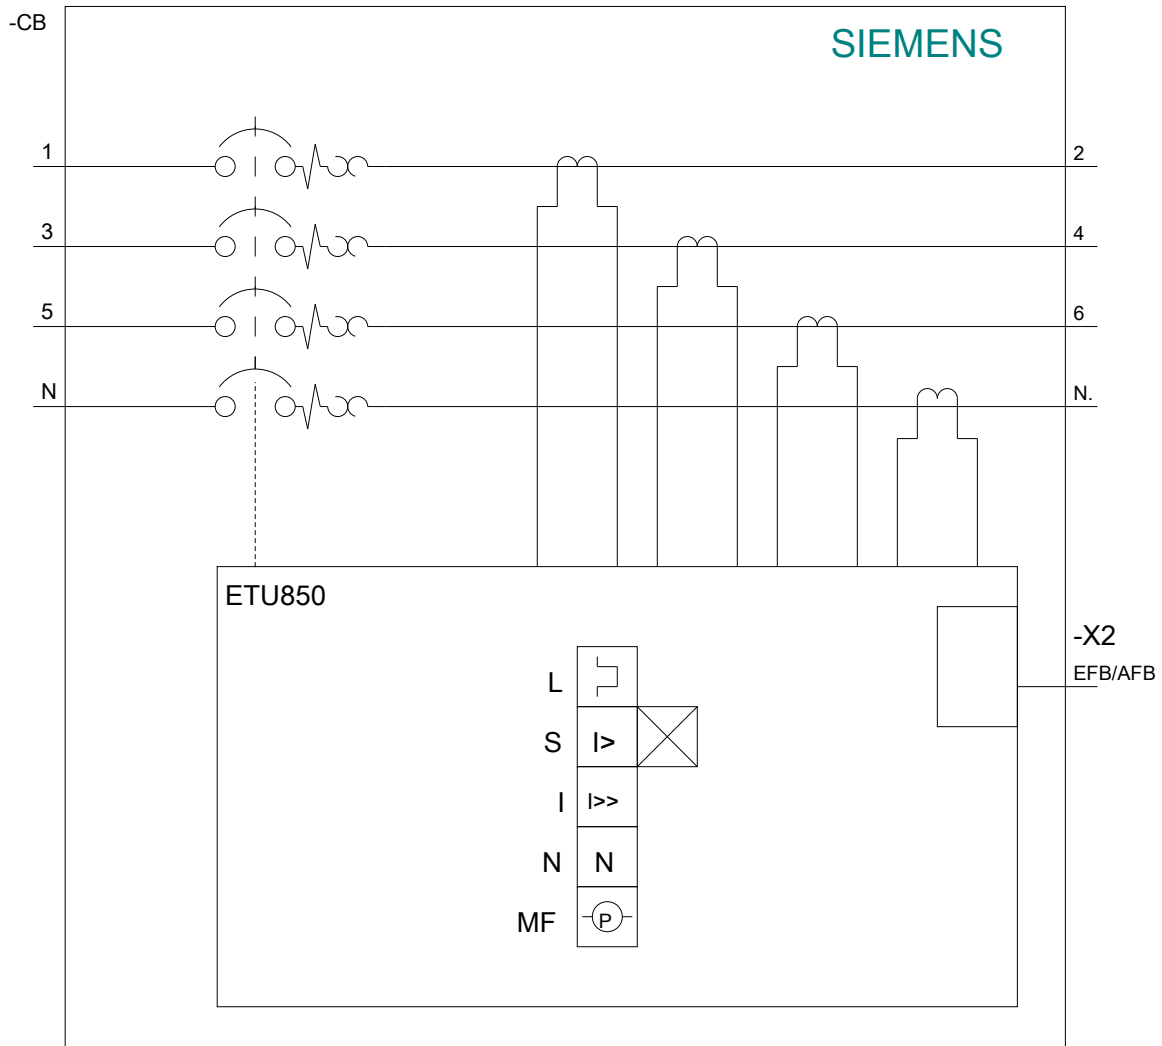 -CB
SIEMENS
1
2
3
4
5
6
N
N.
ETU850
-X2
EFB/AFB
L
S I>
I I>>
N N
MF P